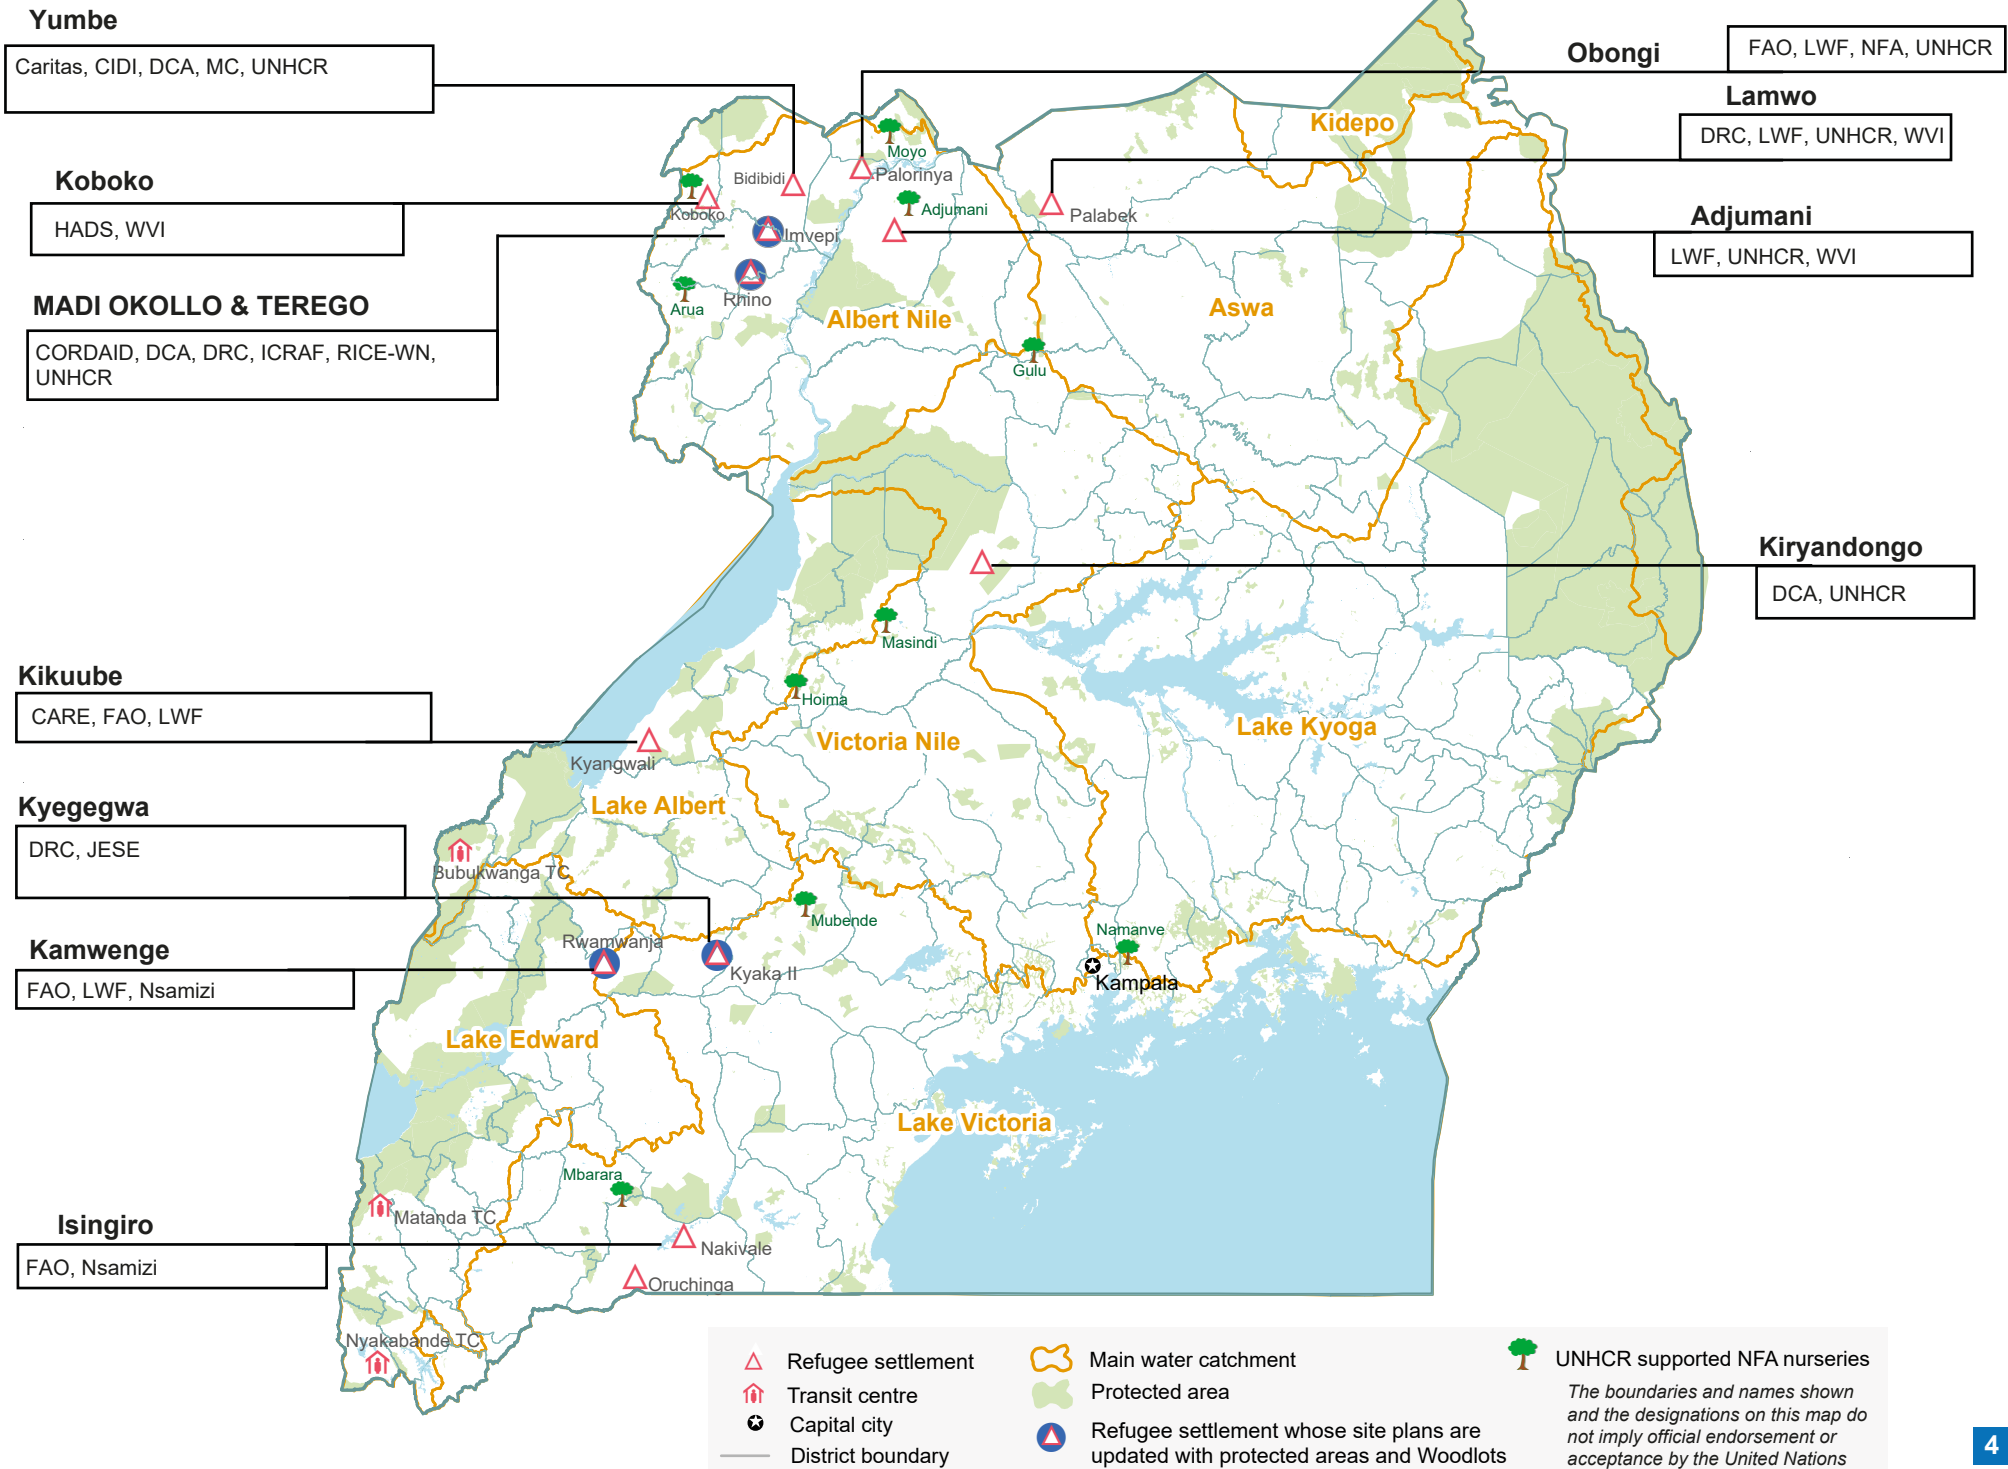 Yumbe
Caritas, CIDI, DCA, MC, UNHCR
Obongi
FAO, LWF, NFA, UNHCR
Lamwo
DRC, LWF, UNHCR, WVI
Koboko
HADS, WVI
Adjumani
LWF, UNHCR, WVI
MADI OKOLLO & TEREGO
CORDAID, DCA, DRC, ICRAF, RICE-WN,
UNHCR
Kiryandongo
DCA, UNHCR
Kikuube
CARE, FAO, LWF
Kyegegwa
DRC, JESE
Kamwenge
FAO, LWF, Nsamizi
Isingiro
FAO, Nsamizi
Kidepo
Moyo
Palorinya
Bidibidi
Koboko
Adjumani
Palabek
Imvepi
Rhino
Arua
Albert Nile
Aswa
Gulu
Masindi
Hoima
Victoria Nile
Lake Kyoga
Kyangwali
Lake Albert
Bubukwanga TC
Mubende
Rwamwanja
Kyaka II
Namanve
Kampala
Lake Edward
Lake Victoria
Mbarara
Matanda TC
Nakivale
Oruchinga
Nyakabande TC
Refugee settlement
Transit centre
Capital city
District boundary
Main water catchment
Protected area
Refugee settlement whose site plans are
updated with protected areas and Woodlots
UNHCR supported NFA nurseries
The boundaries and names shown
and the designations on this map do
not imply official endorsement or
acceptance by the United Nations
4